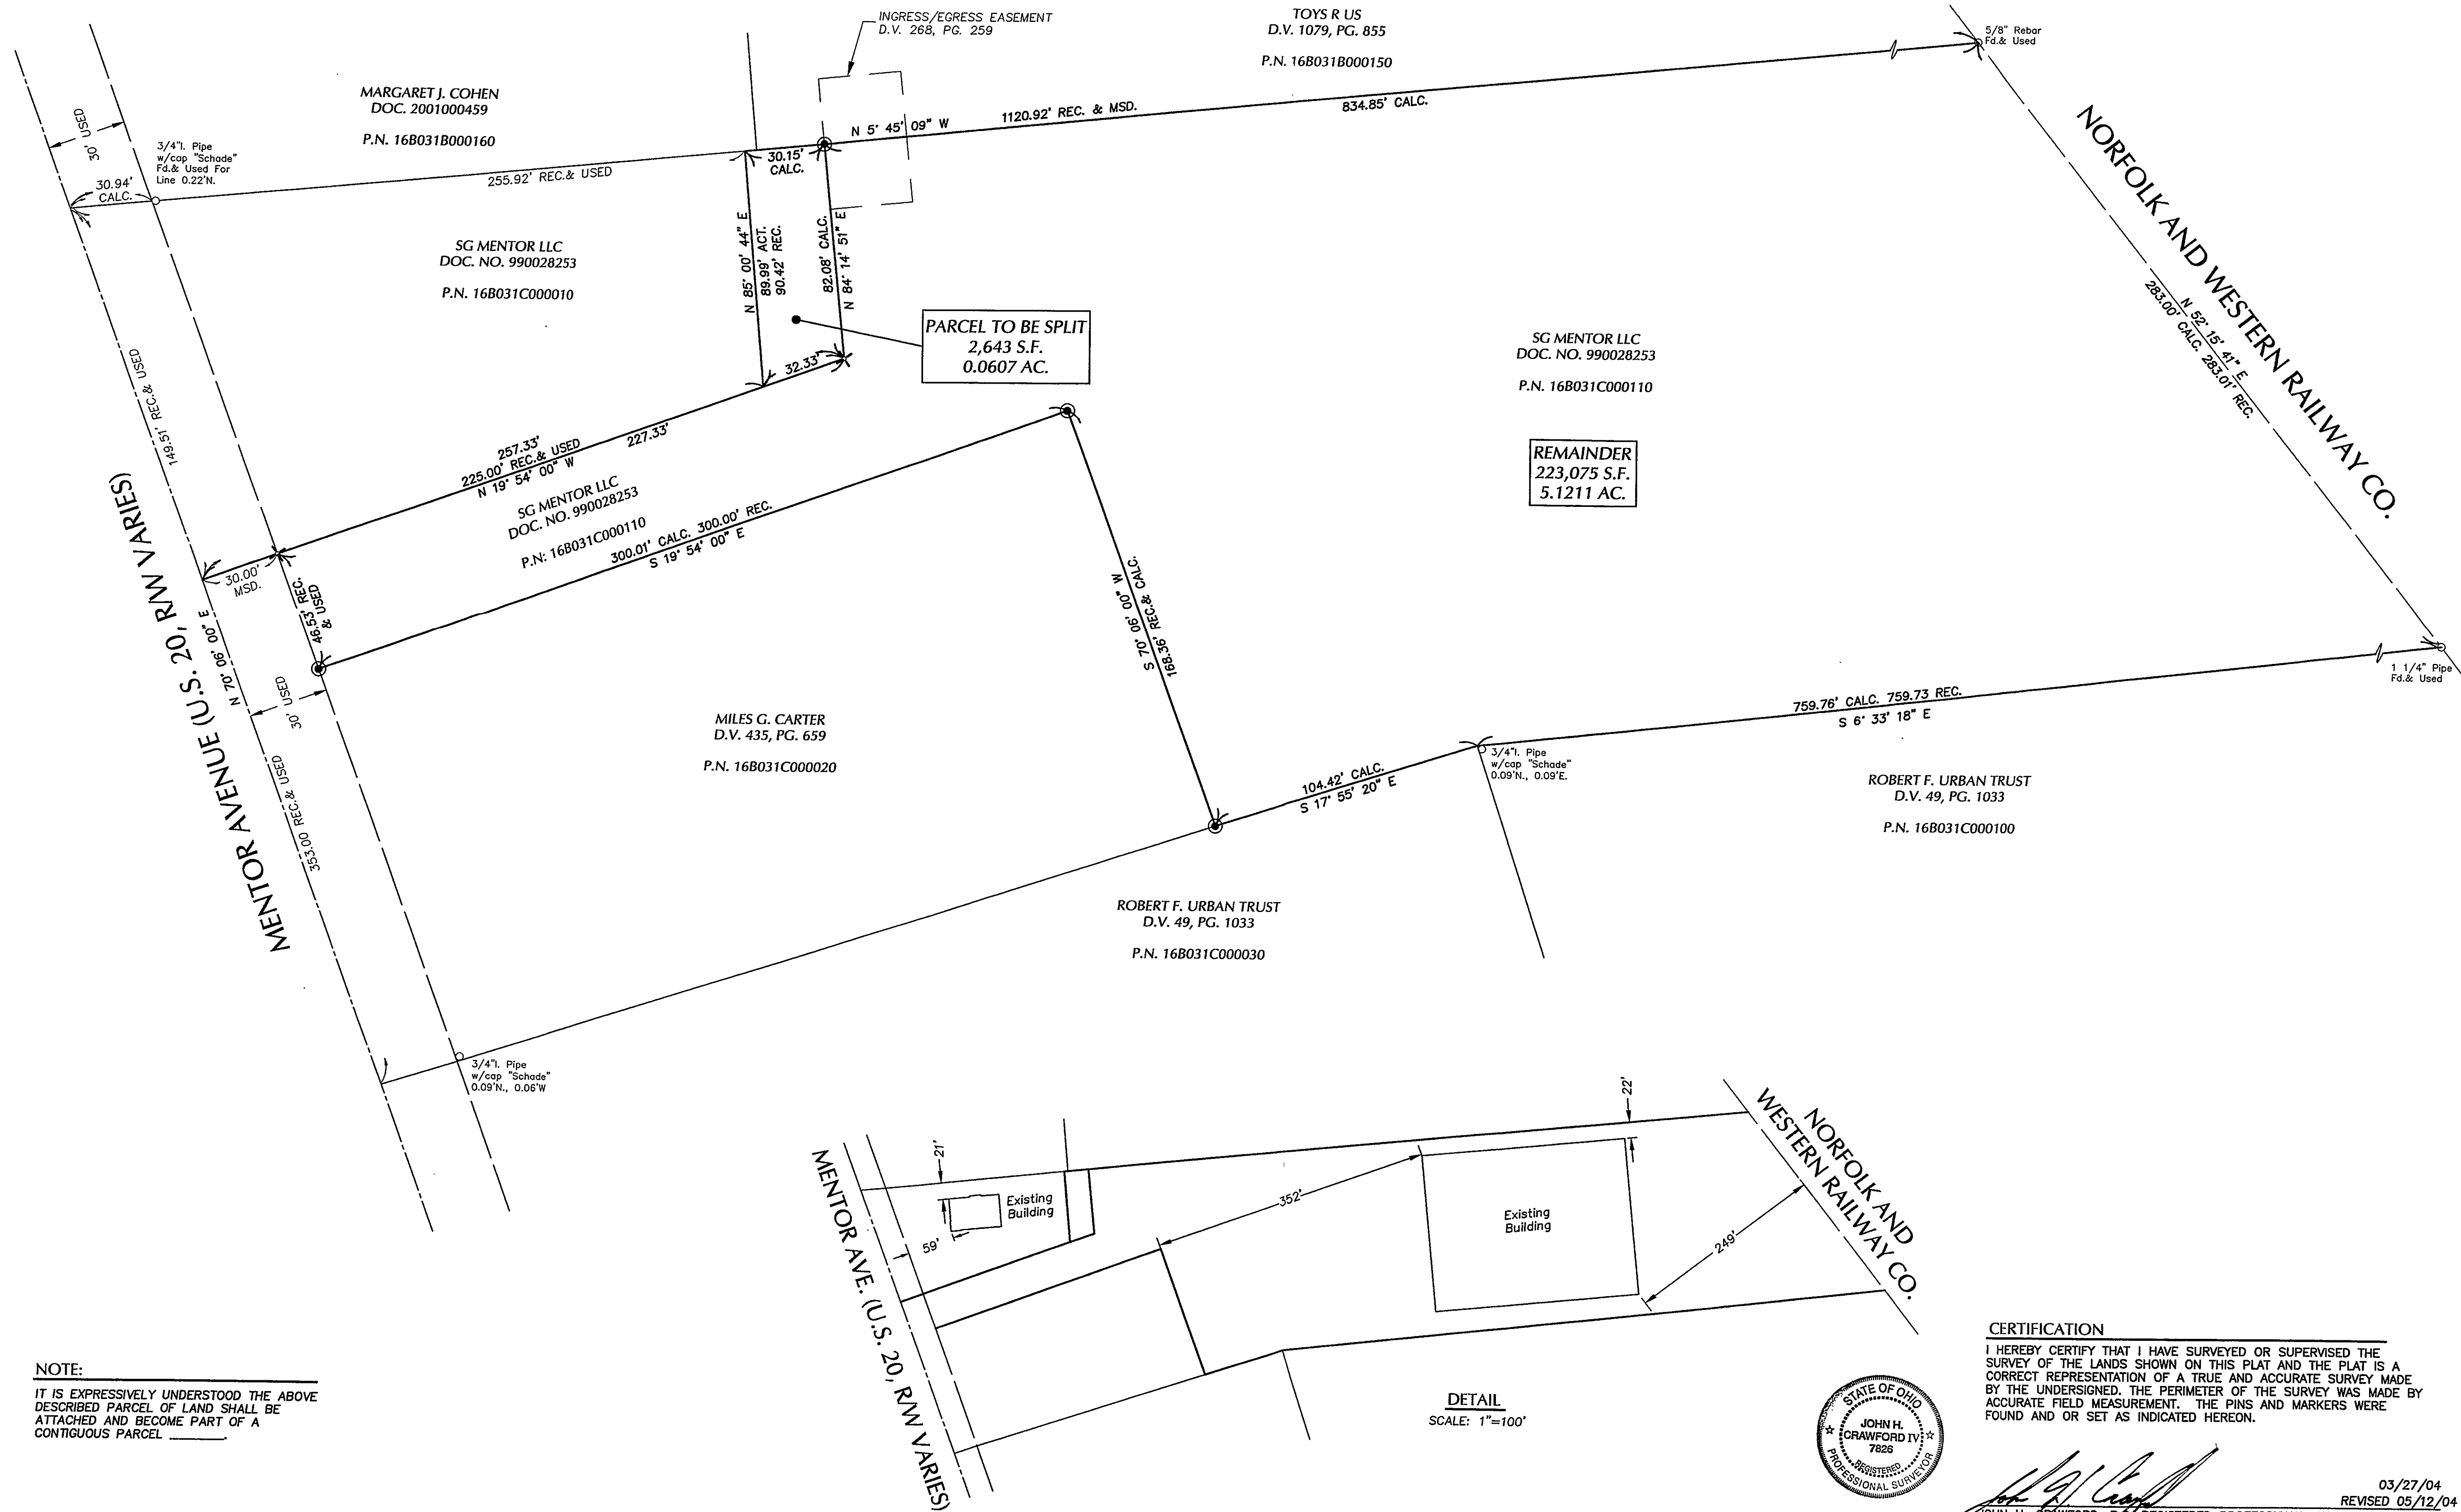 INGRESS/EGRESS EASEMENT
D.V. 268, PG. 259
TOYS R US
D.V. 1079, PG. 855
P.N. 16B031B000150
5/8" Rebar
Fd.& Used
MARGARET J. COHEN
DOC. 2001000459
P.N. 16B031B000160
30' USED
3/4"I. Pipe
w/cap "Schade"
Fd.& Used For
Line 0.22'N.
30.94'
CALC.
255.92' REC.& USED
30.15'
CALC.
N 5° 45' 09" W
1120.92' REC. & MSD.
834.85' CALC.
NORFOLK AND WESTERN RAILWAY CO.
N 52° 15' 41" E
283.00' CALC. 283.01' REC.
SG MENTOR LLC
DOC. NO. 990028253
P.N. 16B031C000010
N 85° 00' 44" E
89.99' ACT.
90.42' REC.
82.08' CALC.
N 84° 14' 51" E
PARCEL TO BE SPLIT
2,643 S.F.
0.0607 AC.
32.33'
SG MENTOR LLC
DOC. NO. 990028253
P.N. 16B031C000110
REMAINDER
223,075 S.F.
5.1211 AC.
149.51' REC.& USED
257.33'
227.33'
225.00' REC.& USED
N 19° 54' 00" W
SG MENTOR LLC
DOC. NO. 990028253
P.N: 16B031C000110
300.01' CALC. 300.00' REC.
S 19° 54' 00" E
30.00'
MSD.
46.53' REC.
& USED
MENTOR AVENUE (U.S. 20, R/W VARIES)
N 70° 06' 00" E
30' USED
353.00 REC.& USED
S 70° 06' 00" W
168.36' REC.& CALC.
MILES G. CARTER
D.V. 435, PG. 659
P.N. 16B031C000020
104.42' CALC.
S 17° 55' 20" E
3/4"I. Pipe
w/cap "Schade"
0.09'N., 0.09'E.
759.76' CALC. 759.73 REC.
S 6° 33' 18" E
1 1/4" Pipe
Fd.& Used
ROBERT F. URBAN TRUST
D.V. 49, PG. 1033
P.N. 16B031C000100
ROBERT F. URBAN TRUST
D.V. 49, PG. 1033
P.N. 16B031C000030
3/4"I. Pipe
w/cap "Schade"
0.09'N., 0.06'W
MENTOR AVE. (U.S. 20, R/W VARIES)
21'
Existing
Building
59'
352'
22'
Existing
Building
249'
NORFOLK AND
WESTERN RAILWAY CO.
DETAIL
SCALE: 1"=100'
NOTE:
IT IS EXPRESSIVELY UNDERSTOOD THE ABOVE
DESCRIBED PARCEL OF LAND SHALL BE
ATTACHED AND BECOME PART OF A
CONTIGUOUS PARCEL ________.
STATE OF OHIO
JOHN H.
CRAWFORD IV
7826
REGISTERED
PROFESSIONAL SURVEYOR
CERTIFICATION
I HEREBY CERTIFY THAT I HAVE SURVEYED OR SUPERVISED THE
SURVEY OF THE LANDS SHOWN ON THIS PLAT AND THE PLAT IS A
CORRECT REPRESENTATION OF A TRUE AND ACCURATE SURVEY MADE
BY THE UNDERSIGNED. THE PERIMETER OF THE SURVEY WAS MADE BY
ACCURATE FIELD MEASUREMENT. THE PINS AND MARKERS WERE
FOUND AND OR SET AS INDICATED HEREON.
03/27/04
REVISED 05/12/04